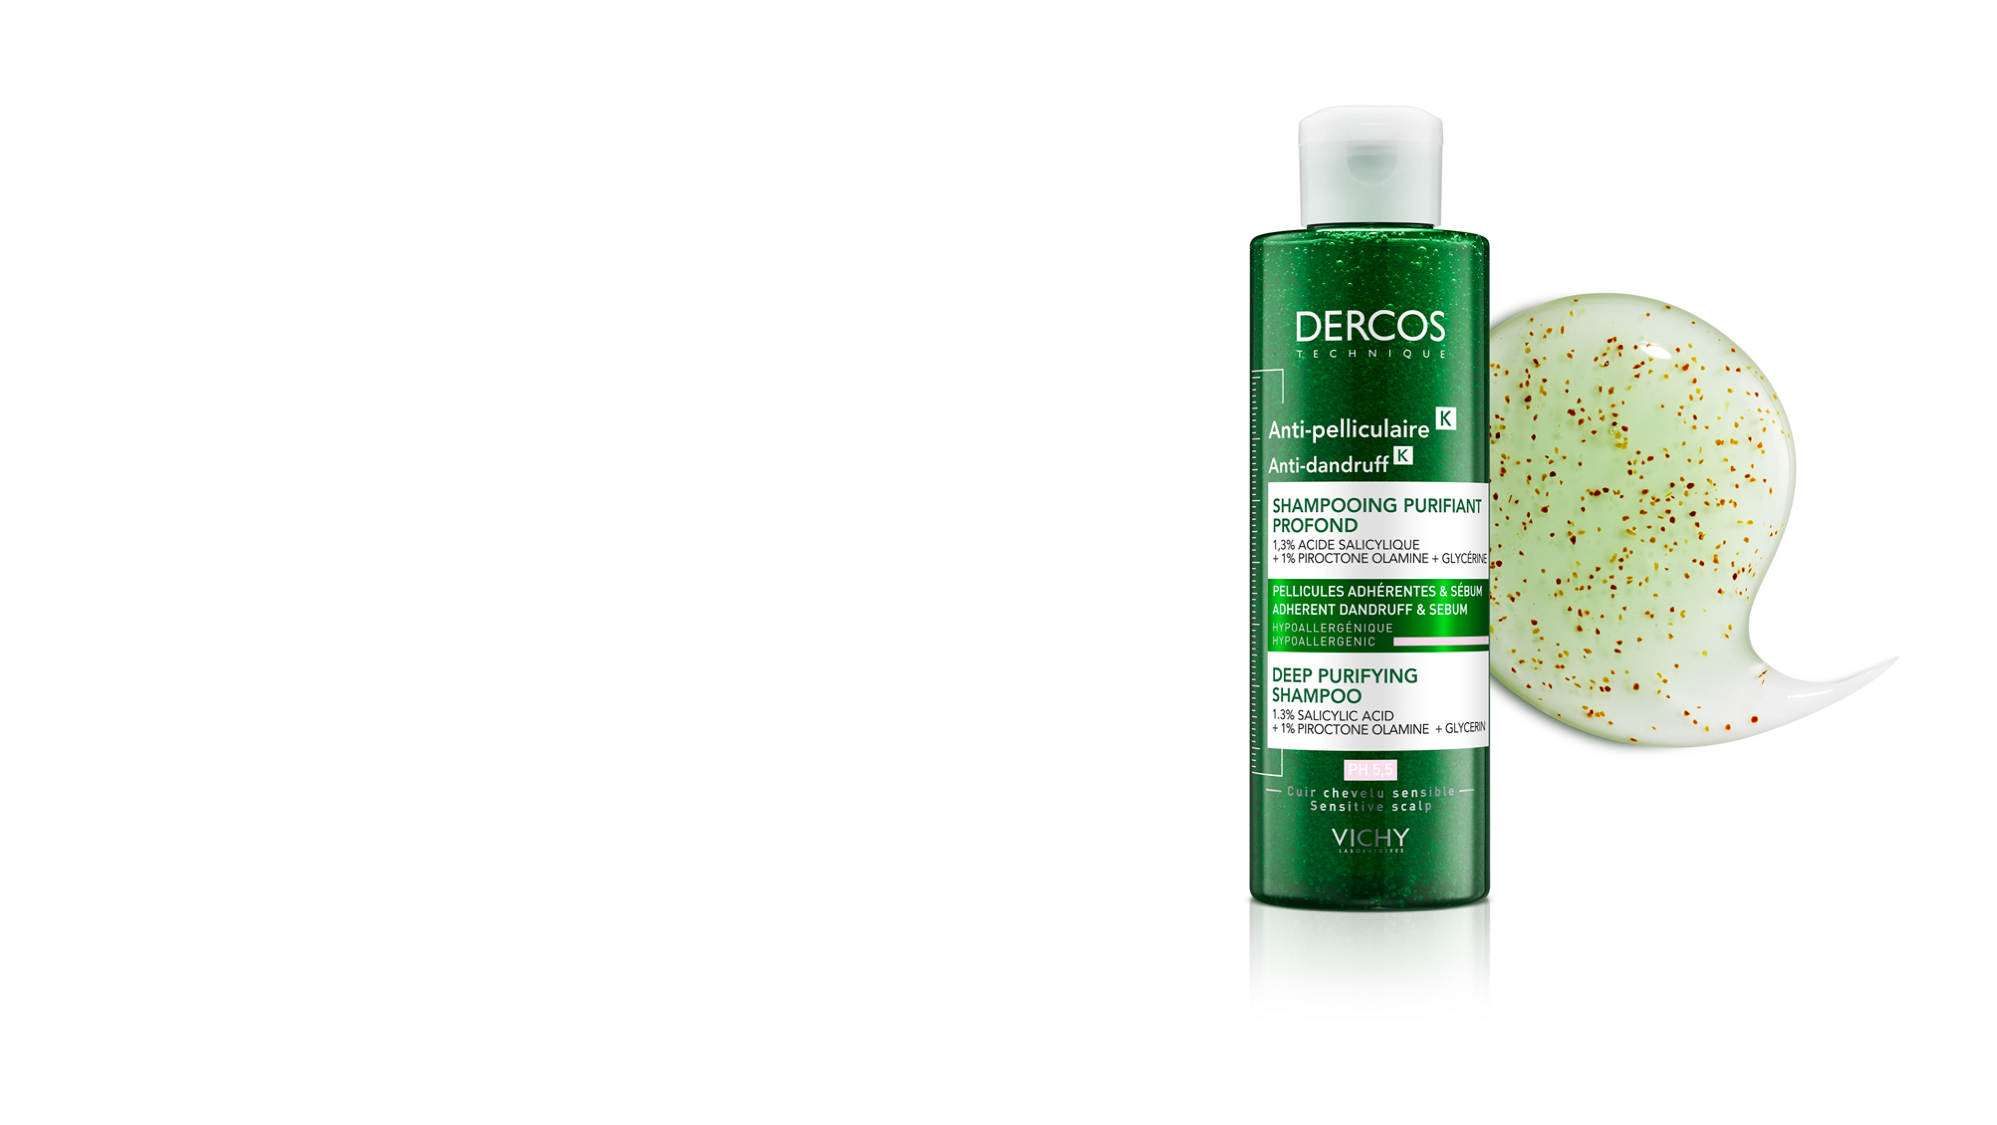 DERCOS
TECHNIQUE
Anti-pelliculaire K
Anti-dandruff K
SHAMPOOING PURIFIANT
PROFOND
1,3% ACIDE SALICYLIQUE
+ 1% PIROCTONE OLAMINE + GLYCÉRINE
PELLICULES ADHÉRENTES & SÉBUM
ADHERENT DANDRUFF & SEBUM
HYPOALLERGÉNIQUE
HYPOALLERGENIC
DEEP PURIFYING
SHAMPOO
1.3% SALICYLIC ACID
+ 1% PIROCTONE OLAMINE + GLYCERIN
PH 5,5
Cuir chevelu sensible
Sensitive scalp
VICHY
LABORATOIRES